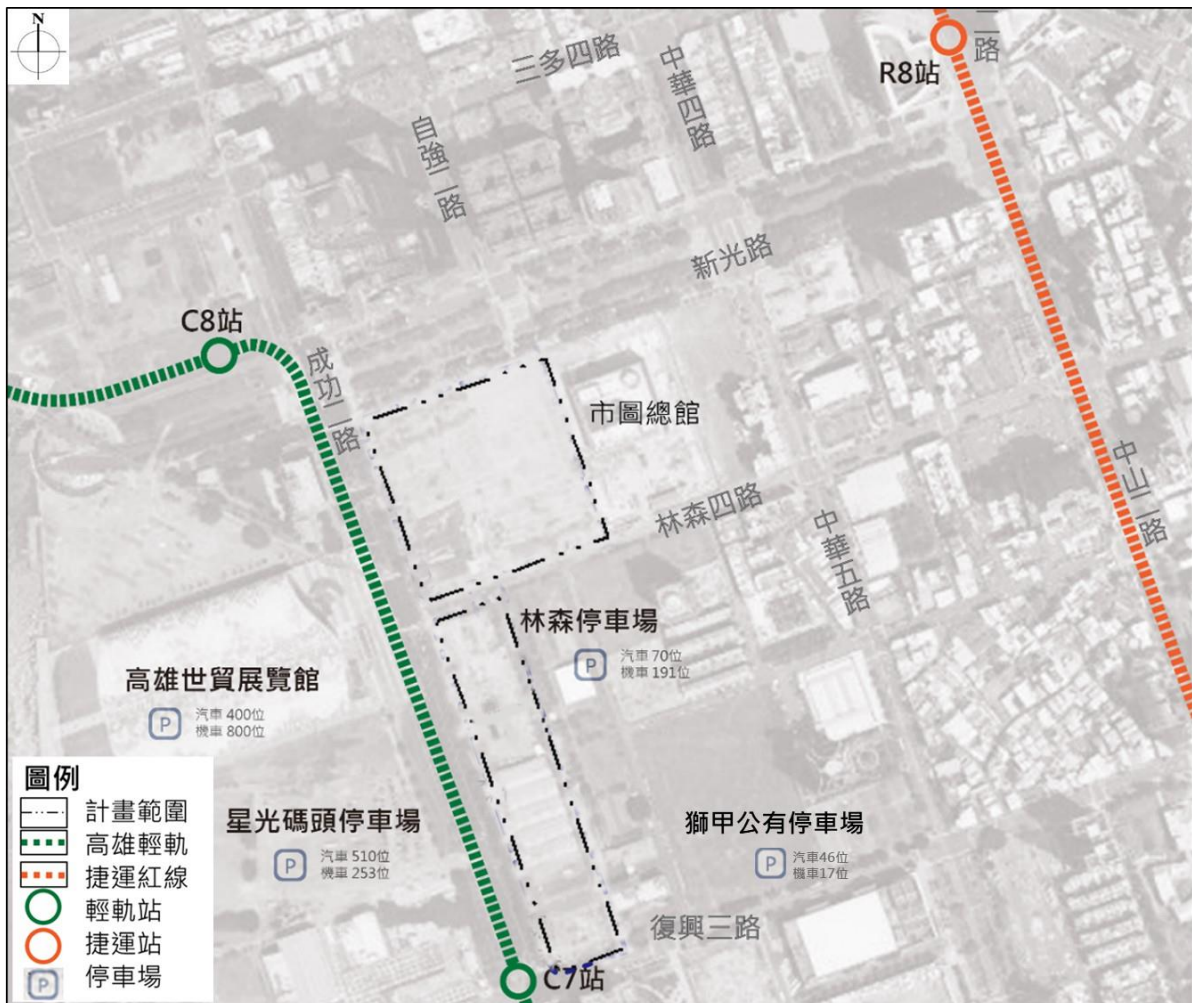 N
三多四路
中華四路
二路
R8站
自強二路
新光路
C8站
成功二路
市圖總館
林森四路
中華五路
中山二路
林森停車場
P
汽車 70位
機車 191位
高雄世貿展覽館
P
汽車 400位
機車 800位
星光碼頭停車場
P
汽車 510位
機車 253位
獅甲公有停車場
P
汽車46位
機車17位
復興三路
C7站
圖例
計畫範圍
高雄輕軌
捷運紅線
輕軌站
捷運站
P
停車場